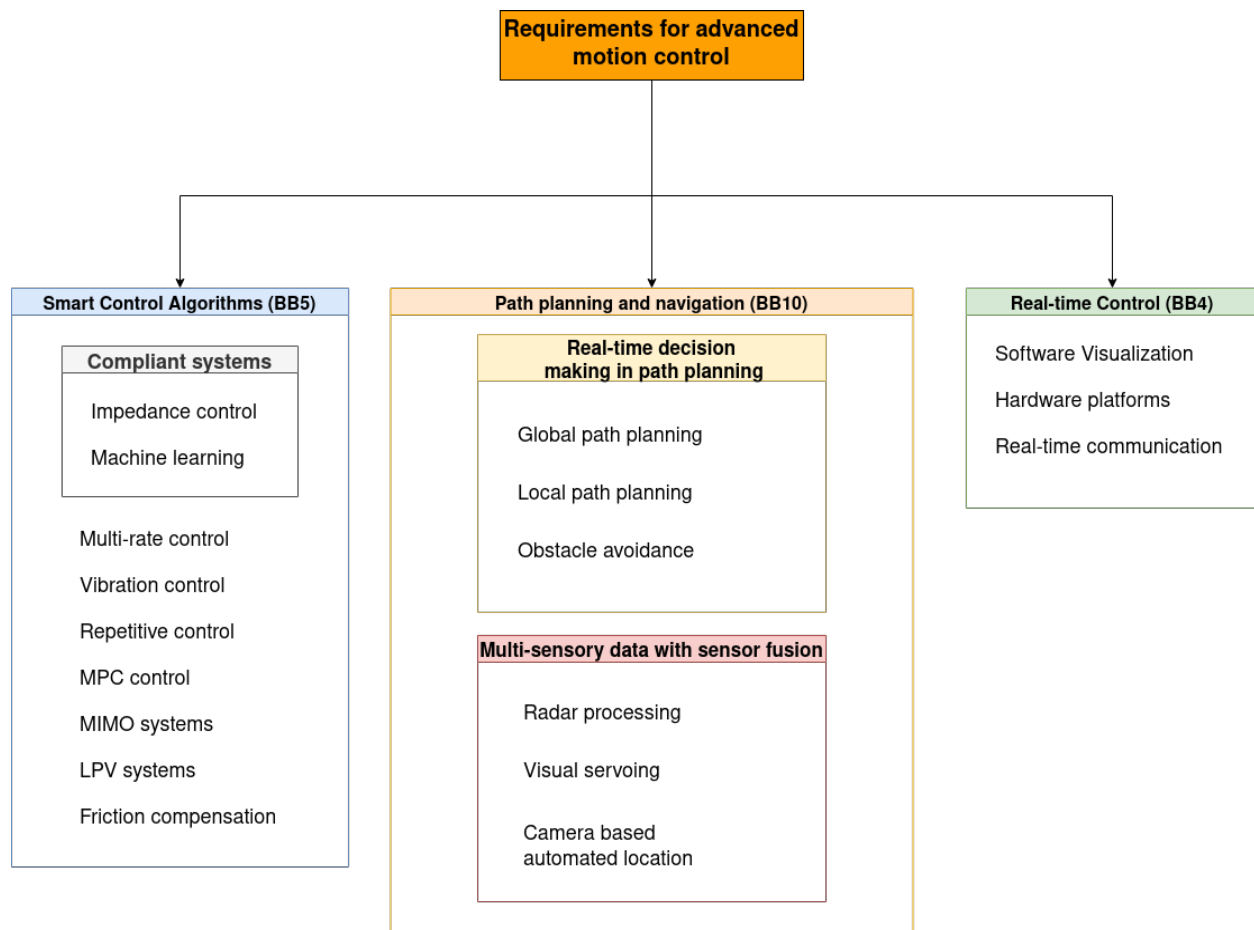 Requirements for advanced
motion control
Smart Control Algorithms (BB5)
Compliant systems
Impedance control
Machine learning
Multi-rate control
Vibration control
Repetitive control
MPC control
MIMO systems
LPV systems
Friction compensation
Path planning and navigation (BB10)
Real-time decision
making in path planning
Global path planning
Local path planning
Obstacle avoidance
Multi-sensory data with sensor fusion
Radar processing
Visual servoing
Camera based
automated location
Real-time Control (BB4)
Software Visualization
Hardware platforms
Real-time communication